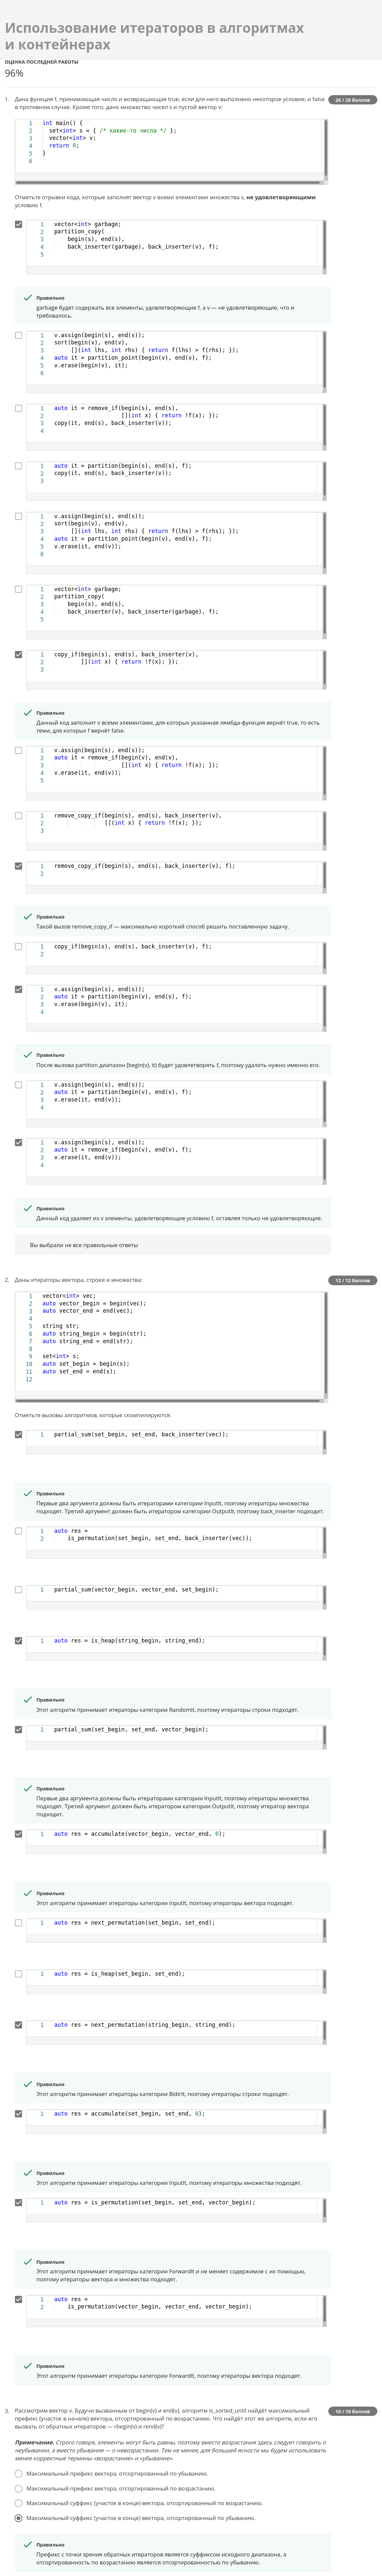 Использование итераторов в алгоритмах
и контейнерах
ОЦЕНКА ПОСЛЕДНЕЙ РАБОТЫ
96%
1. Дана функция f, принимающая число и возвращающая true, если для него выполнено некоторое условие, и false
в противном случае. Кроме того, дано множество чисел s и пустой вектор v:
26 / 28 баллов
1 int main() {
2   set<int> s = { /* какие-то числа */ };
3   vector<int> v;
4   return 0;
5 }
6
Отметьте отрывки кода, которые заполнят вектор v всеми элементами множества s, не удовлетворяющими
условию f.
1 vector<int> garbage;
2 partition_copy(
3     begin(s), end(s),
4     back_inserter(garbage), back_inserter(v), f);
5
Правильно
garbage будет содержать все элементы, удовлетворяющие f, а v — не удовлетворяющие, что и
требовалось.
1 v.assign(begin(s), end(s));
2 sort(begin(v), end(v),
3      [](int lhs, int rhs) { return f(lhs) > f(rhs); });
4 auto it = partition_point(begin(v), end(v), f);
5 v.erase(begin(v), it);
6
1 auto it = remove_if(begin(s), end(s),
2                     [](int x) { return !f(x); });
3 copy(it, end(s), back_inserter(v));
4
1 auto it = partition(begin(s), end(s), f);
2 copy(it, end(s), back_inserter(v));
3
1 v.assign(begin(s), end(s));
2 sort(begin(v), end(v),
3      [](int lhs, int rhs) { return f(lhs) > f(rhs); });
4 auto it = partition_point(begin(v), end(v), f);
5 v.erase(it, end(v));
6
1 vector<int> garbage;
2 partition_copy(
3     begin(s), end(s),
4     back_inserter(v), back_inserter(garbage), f);
5
1 copy_if(begin(s), end(s), back_inserter(v),
2         [](int x) { return !f(x); });
3
Правильно
Данный код заполнит v всеми элементами, для которых указанная лямбда-функция вернёт true, то есть
теми, для которых f вернёт false.
1 v.assign(begin(s), end(s));
2 auto it = remove_if(begin(v), end(v),
3                     [](int x) { return !f(x); });
4 v.erase(it, end(v));
5
1 remove_copy_if(begin(s), end(s), back_inserter(v),
2                [](int x) { return !f(x); });
3
1 remove_copy_if(begin(s), end(s), back_inserter(v), f);
2
Правильно
Такой вызов remove_copy_if — максимально короткий способ решить поставленную задачу.
1 copy_if(begin(s), end(s), back_inserter(v), f);
2
1 v.assign(begin(s), end(s));
2 auto it = partition(begin(v), end(v), f);
3 v.erase(begin(v), it);
4
Правильно
После вызова partition диапазон [begin(v), it) будет удовлетворять f, поэтому удалить нужно именно его.
1 v.assign(begin(s), end(s));
2 auto it = partition(begin(v), end(v), f);
3 v.erase(it, end(v));
4
1 v.assign(begin(s), end(s));
2 auto it = remove_if(begin(v), end(v), f);
3 v.erase(it, end(v));
4
Правильно
Данный код удаляет из v элементы, удовлетворяющие условию f, оставляя только не удовлетворяющие.
Вы выбрали не все правильные ответы
2. Даны итераторы вектора, строки и множества:
12 / 12 баллов
1 vector<int> vec;
2 auto vector_begin = begin(vec);
3 auto vector_end = end(vec);
4
5 string str;
6 auto string_begin = begin(str);
7 auto string_end = end(str);
8
9 set<int> s;
10 auto set_begin = begin(s);
11 auto set_end = end(s);
12
Отметьте вызовы алгоритмов, которые скомпилируются.
1 partial_sum(set_begin, set_end, back_inserter(vec));
Правильно
Первые два аргумента должны быть итераторами категории InputIt, поэтому итераторы множества
подходят. Третий аргумент должен быть итератором категории OutputIt, поэтому back_inserter подходит.
1 auto res =
2     is_permutation(set_begin, set_end, back_inserter(vec));
1 partial_sum(vector_begin, vector_end, set_begin);
1 auto res = is_heap(string_begin, string_end);
Правильно
Этот алгоритм принимает итераторы категории RandomIt, поэтому итераторы строки подходят.
1 partial_sum(set_begin, set_end, vector_begin);
Правильно
Первые два аргумента должны быть итераторами категории InputIt, поэтому итераторы множества
подходят. Третий аргумент должен быть итератором категории OutputIt, поэтому итератор вектора
подходит.
1 auto res = accumulate(vector_begin, vector_end, 0);
Правильно
Этот алгоритм принимает итераторы категории InputIt, поэтому итераторы вектора подходят.
1 auto res = next_permutation(set_begin, set_end);
1 auto res = is_heap(set_begin, set_end);
1 auto res = next_permutation(string_begin, string_end);
Правильно
Этот алгоритм принимает итераторы категории BidirIt, поэтому итераторы строки подходят.
1 auto res = accumulate(set_begin, set_end, 0);
Правильно
Этот алгоритм принимает итераторы категории InputIt, поэтому итераторы множества подходят.
1 auto res = is_permutation(set_begin, set_end, vector_begin);
Правильно
Этот алгоритм принимает итераторы категории ForwardIt и не меняет содержимое с их помощью,
поэтому итераторы вектора и множества подходят.
1 auto res =
2     is_permutation(vector_begin, vector_end, vector_begin);
Правильно
Этот алгоритм принимает итераторы категории ForwardIt, поэтому итераторы вектора подходят.
3. Рассмотрим вектор v. Будучи вызванным от begin(v) и end(v), алгоритм is_sorted_until найдёт максимальный
префикс (участок в начале) вектора, отсортированный по возрастанию. Что найдёт этот же алгоритм, если его
вызвать от обратных итераторов — rbegin(v) и rend(v)?
10 / 10 баллов
Примечание. Строго говоря, элементы могут быть равны, поэтому вместо возрастания здесь следует говорить о
неубывании, а вместо убывания — о невозрастании. Тем не менее, для большей ясности мы будем использовать
менее корректные термины «возрастание» и «убывание».
Максимальный префикс вектора, отсортированный по убыванию.
Максимальный префикс вектора, отсортированный по возрастанию.
Максимальный суффикс (участок в конце) вектора, отсортированный по возрастанию.
Максимальный суффикс (участок в конце) вектора, отсортированный по убыванию.
Правильно
Префикс с точки зрения обратных итераторов является суффиксом исходного диапазона, а
отсортированность по возрастанию является отсортированностью по убыванию.